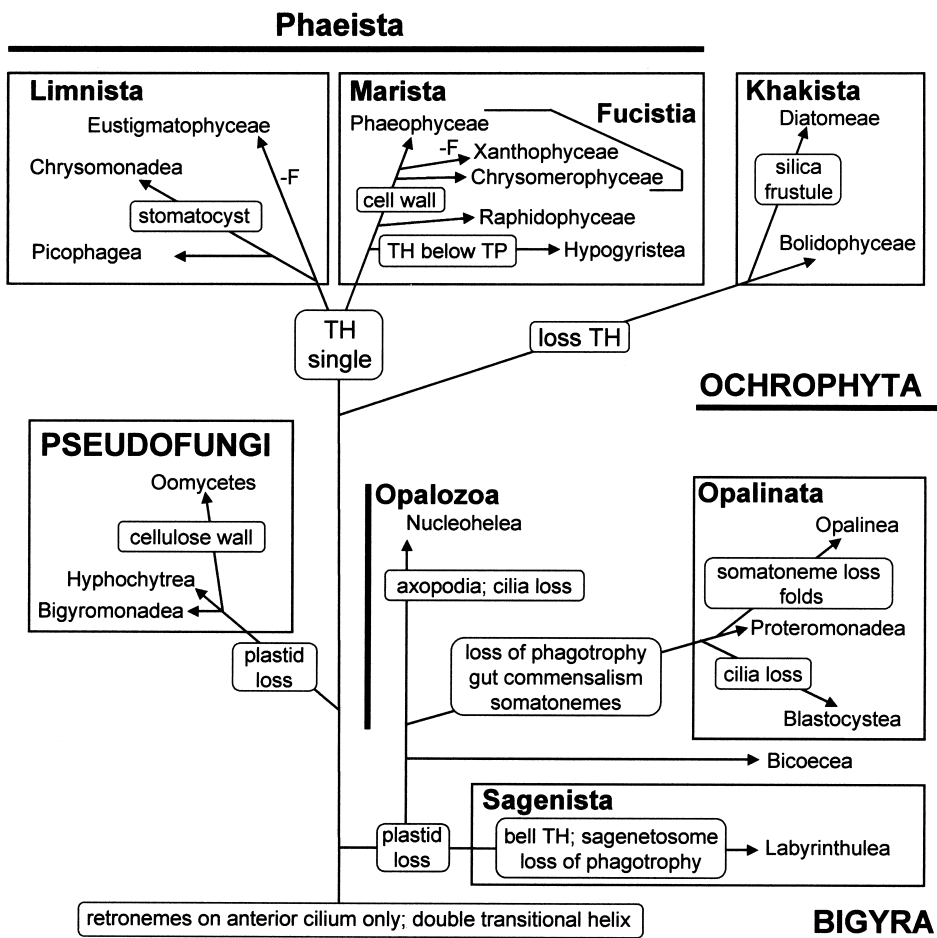 Phaeista
Limnista
Eustigmatophyceae
Chrysomonadea
-F
stomatocyst
Picophagea
Marista
Fucistia
Phaeophyceae
-F
Xanthophyceae
Chrysomerophyceae
cell wall
Raphidophyceae
TH below TP
Hypogyristea
Khakista
Diatomeae
silica
frustule
Bolidophyceae
TH
single
loss TH
OCHROPHYTA
PSEUDOFUNGI
Oomycetes
cellulose wall
Hyphochytrea
Bigyromonadea
plastid
loss
Opalozoa
Nucleohelea
axopodia; cilia loss
loss of phagotrophy
gut commensalism
somatonemes
Opalinata
Opalinea
somatoneme loss
folds
Proteromonadea
cilia loss
Blastocystea
Bicoecea
plastid
loss
Sagenista
bell TH; sagenetosome
loss of phagotrophy
Labyrinthulea
retronemes on anterior cilium only; double transitional helix
BIGYRA